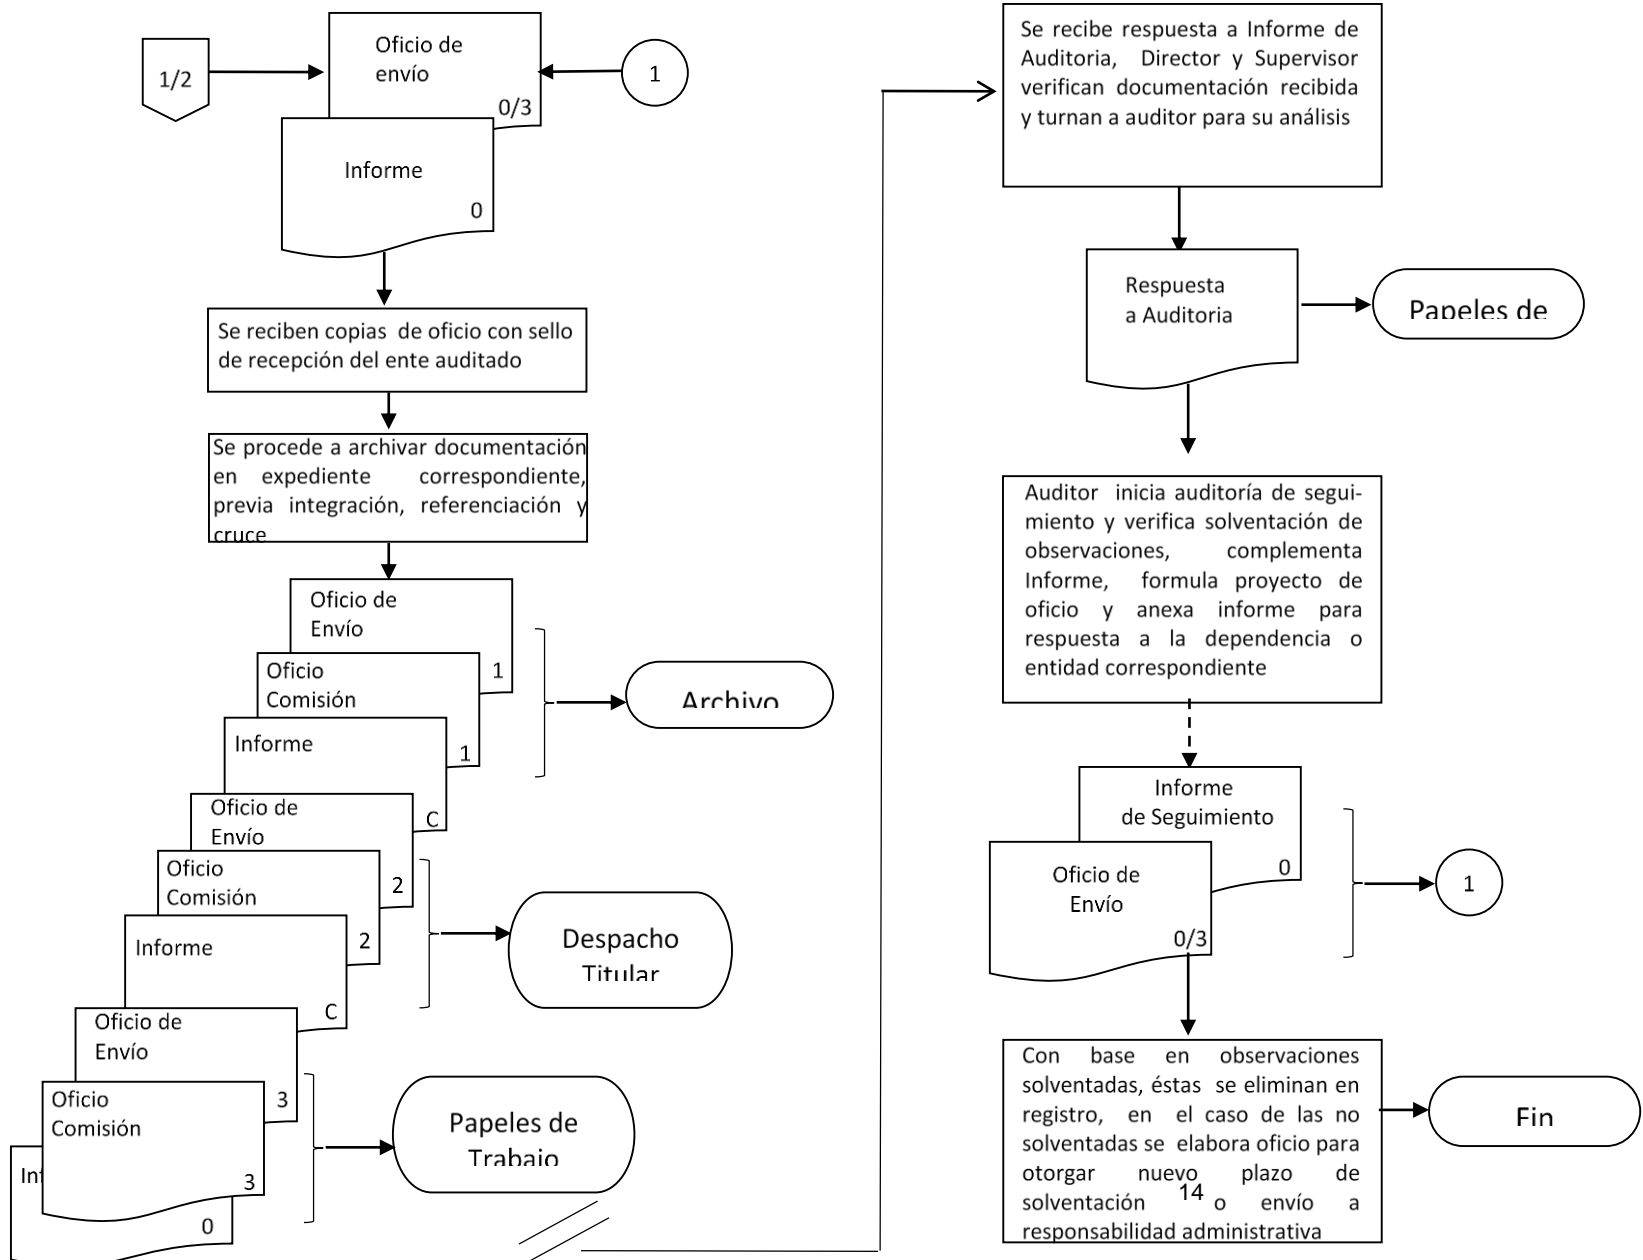 1/2
Oficio de
envío
0/3
1
Informe
0
Se reciben copias de oficio con sello
de recepción del ente auditado
Se procede a archivar documentación
en expediente correspondiente,
previa integración, referenciación y
cruce
Oficio de
Envío
1
Oficio
Comisión
1
Informe
C
Archivo
Oficio de
Envío
2
Oficio
Comisión
2
Informe
C
Despacho
Titular
Oficio de
Envío
3
Oficio
Comisión
3
0
Papeles de
Trabajo
Se recibe respuesta a Informe de
Auditoria, Director y Supervisor
verifican documentación recibida
y turnan a auditor para su análisis
Respuesta
a Auditoria
Papeles de
Auditor inicia auditoría de segui-
miento y verifica solventación de
observaciones, complementa
Informe, formula proyecto de
oficio y anexa informe para
respuesta a la dependencia o
entidad correspondiente
Informe
de Seguimiento
0
Oficio de
Envío
0/3
1
Con base en observaciones
solventadas, éstas se eliminan en
registro, en el caso de las no
solventadas se elabora oficio para
otorgar nuevo plazo de
solventación o envío a
responsabilidad administrativa
14
Fin